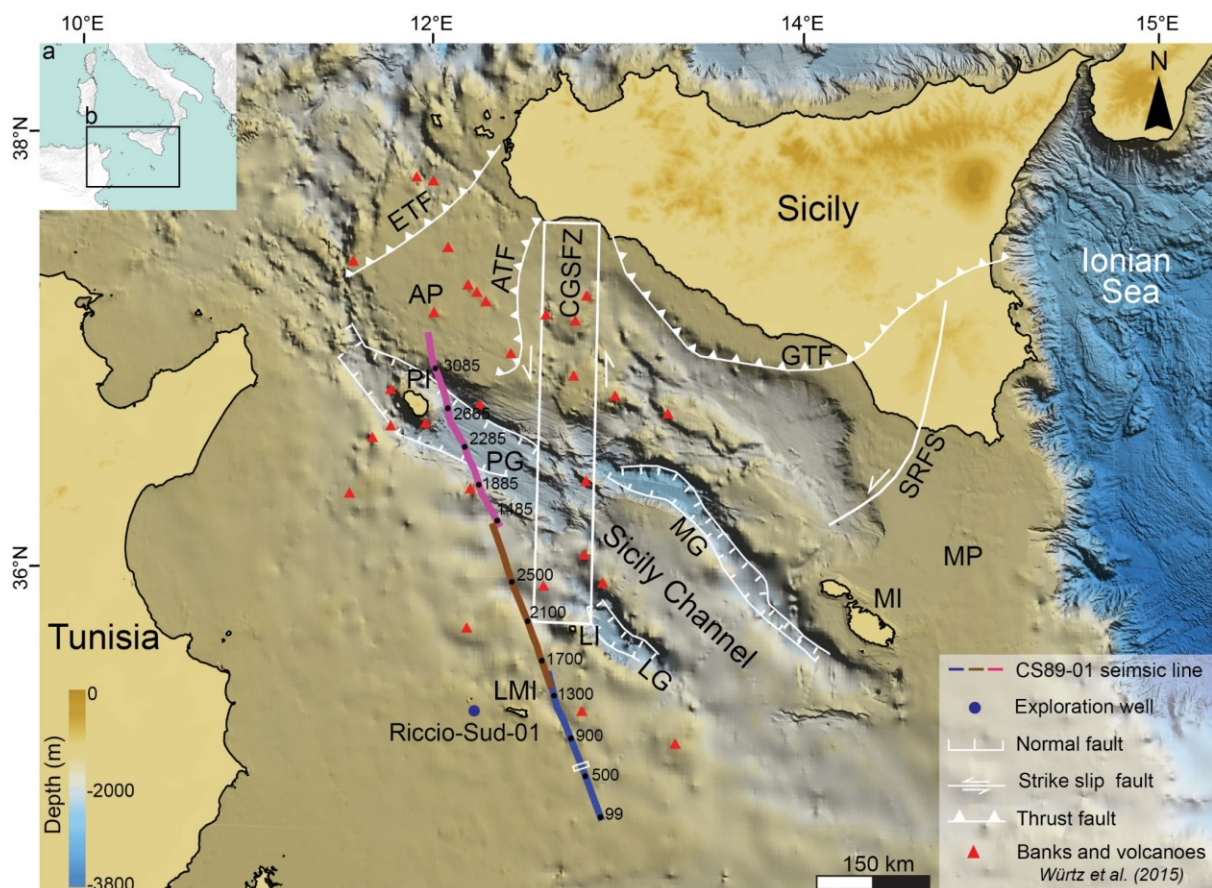 10°E
12°E
14°E
15°E
a
b
N
38°N
36°N
Sicily
Ionian
Sea
ETF
ATF
CGSFZ
AP
GTF
3085
PI
2685
2285
PG
1885
1485
SRFS
MG
Sicily Channel
MP
MI
2500
2100
LI
LG
Tunisia
1700
LMI
1300
Riccio-Sud-01
900
500
99
Depth (m)
0
-2000
-3800
CS89-01 seimsic line
Exploration well
Normal fault
Strike slip fault
Thrust fault
Banks and volcanoes
Würtz et al. (2015)
150 km